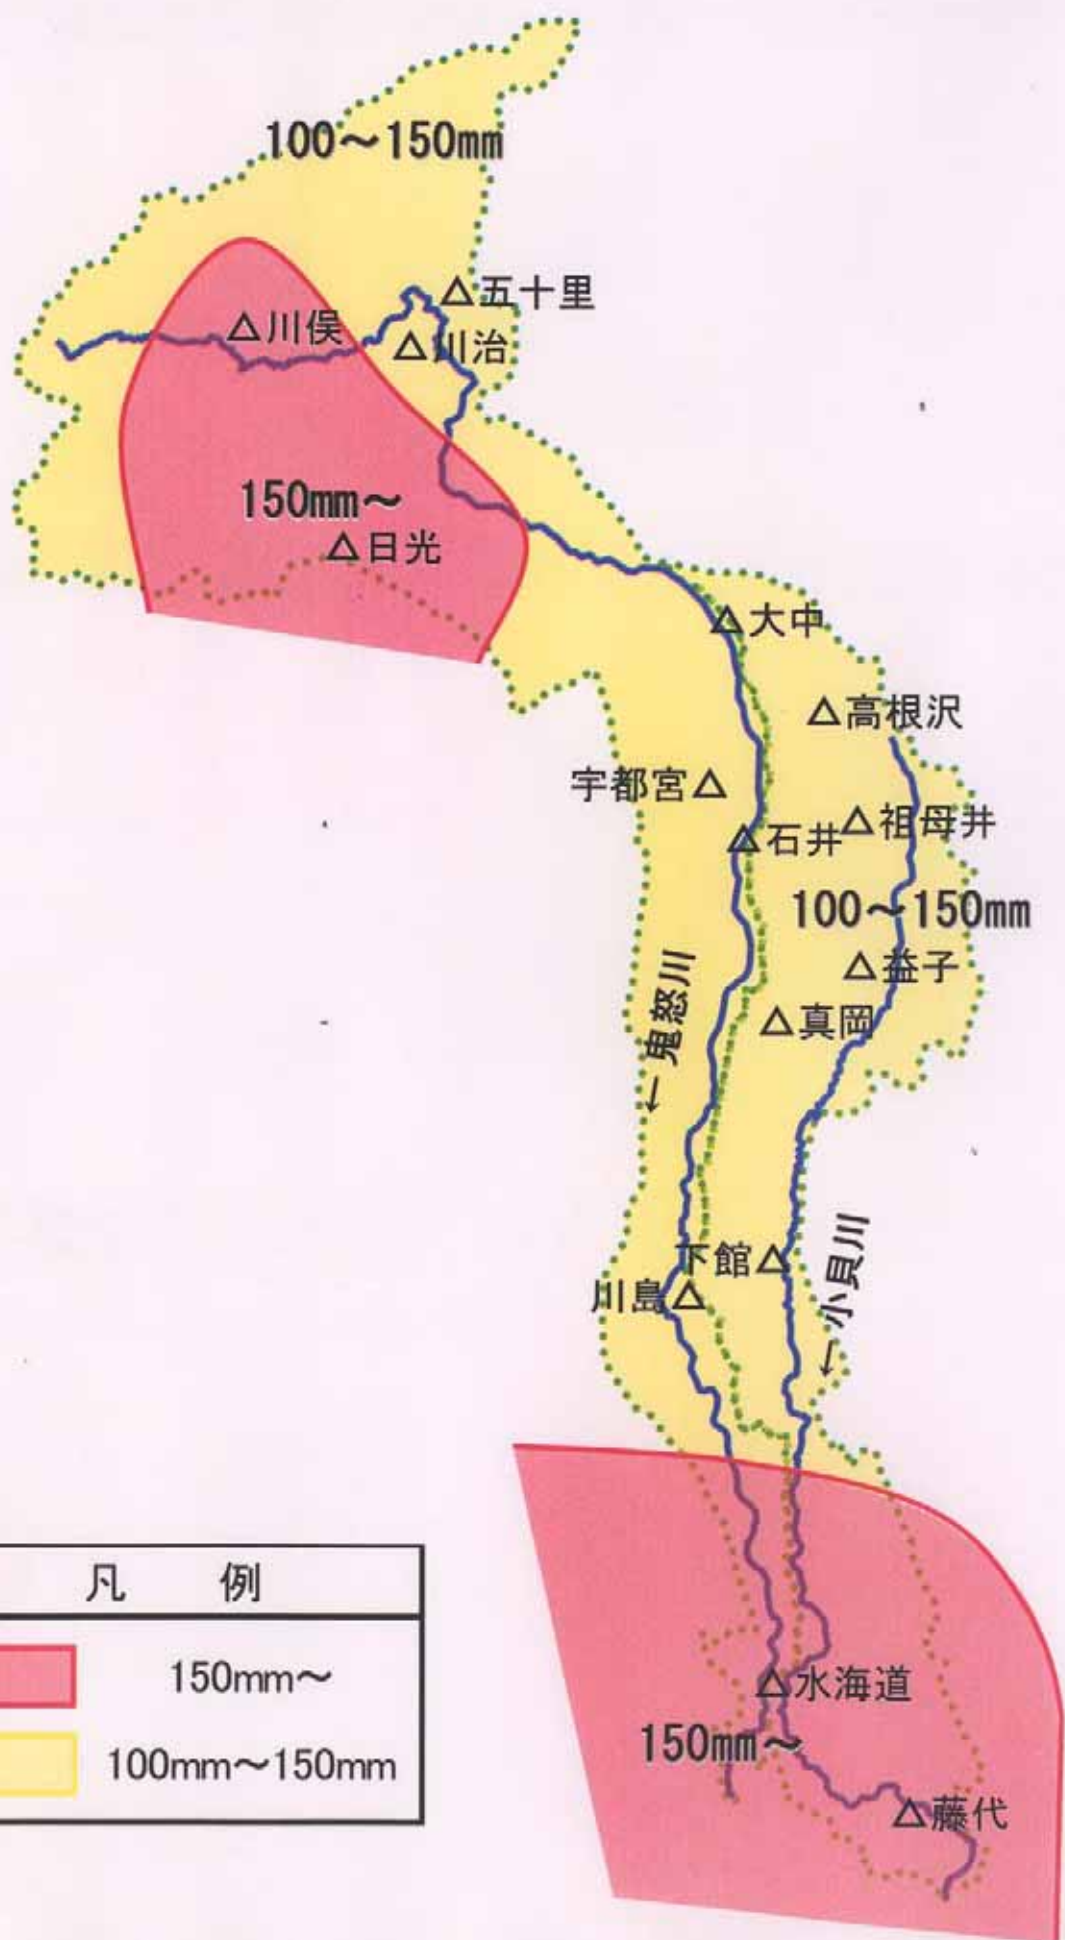 100～150mm
△五十里
△川俣
△川治
150mm～
△日光
△大中
△高根沢
宇都宮△
△祖母井
△石井
100～150mm
△益子
△真岡
←鬼怒川
下館△
←小貝川
川島△
凡 例
150mm～
100mm～150mm
△水海道
150mm～
△藤代